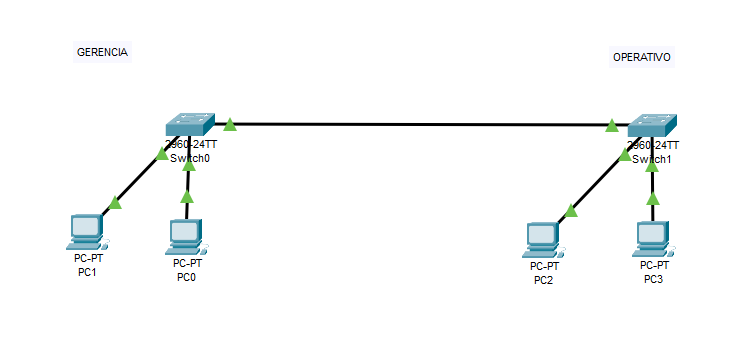 GERENCIA
OPERATIVO
2960-24TT
Switch0
2960-24TT
Switch1
PC-PT
PC1
PC-PT
PC0
PC-PT
PC2
PC-PT
PC3